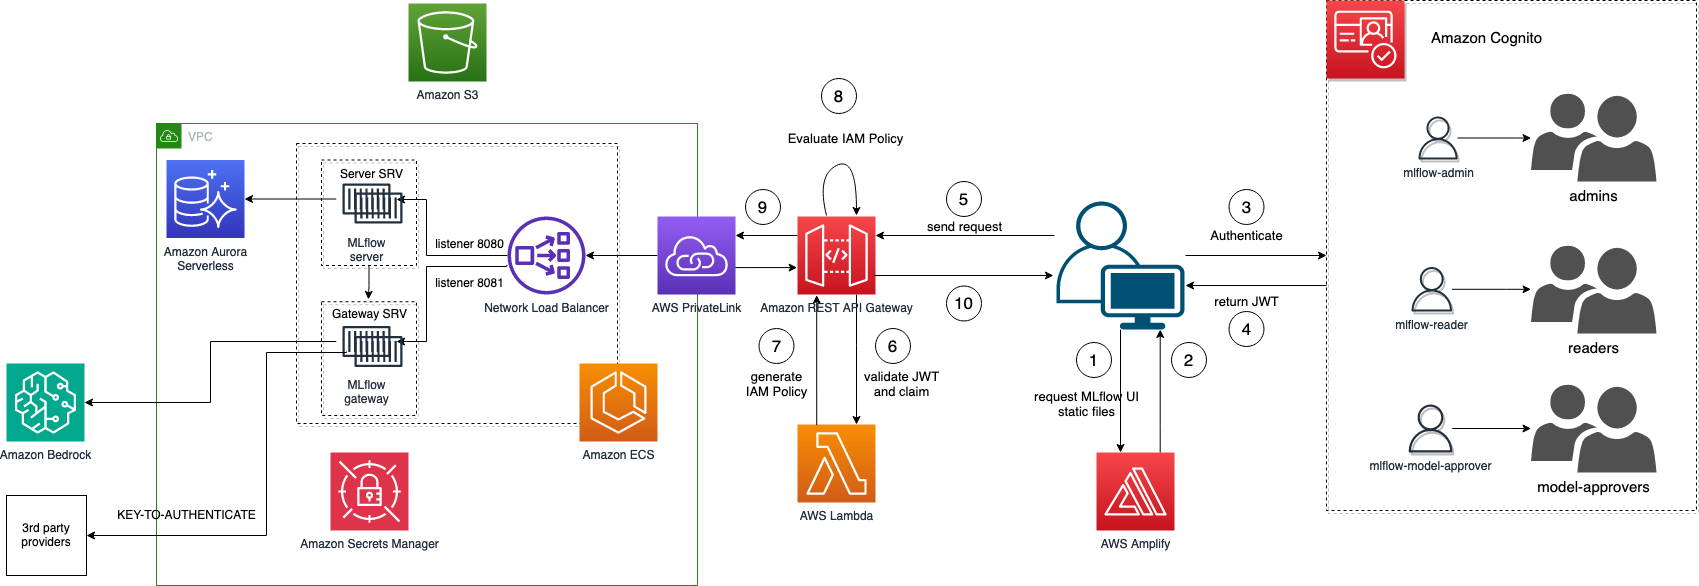 Amazon S3
VPC
Amazon Aurora
Serverless
Server SRV
MLflow
server
Gateway SRV
MLflow
gateway
listener 8080
listener 8081
Network Load Balancer
Amazon ECS
Amazon Bedrock
3rd party
providers
KEY-TO-AUTHENTICATE
Amazon Secrets Manager
AWS PrivateLink
9
8
Evaluate IAM Policy
Amazon REST API Gateway
5
send request
10
7
generate
IAM Policy
6
validate JWT
and claim
AWS Lambda
1
request MLflow UI
static files
2
AWS Amplify
3
Authenticate
return JWT
4
Amazon Cognito
mlflow-admin
admins
mlflow-reader
readers
mlflow-model-approver
model-approvers